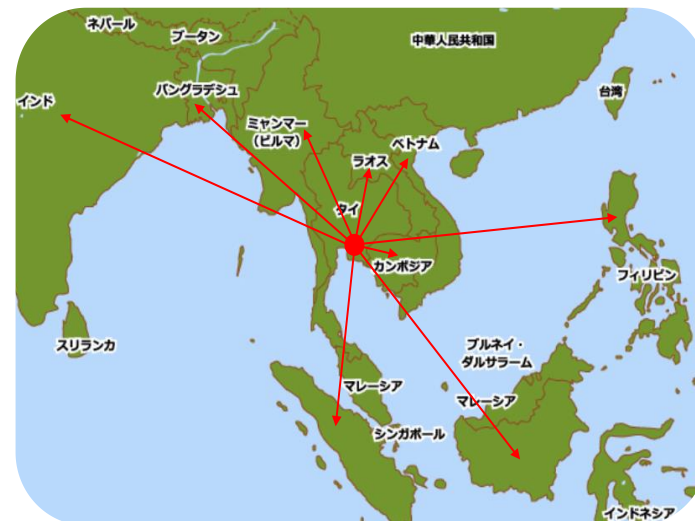 ネパール
ブータン
中華人民共和国
バングラデシュ
インド
台湾
ミャンマー
(ビルマ)
ベトナム
ラオス
タイ
カンボジア
フィリピン
スリランカ
ブルネイ・
ダルサラーム
マレーシア
マレーシア
シンガポール
インドネシア